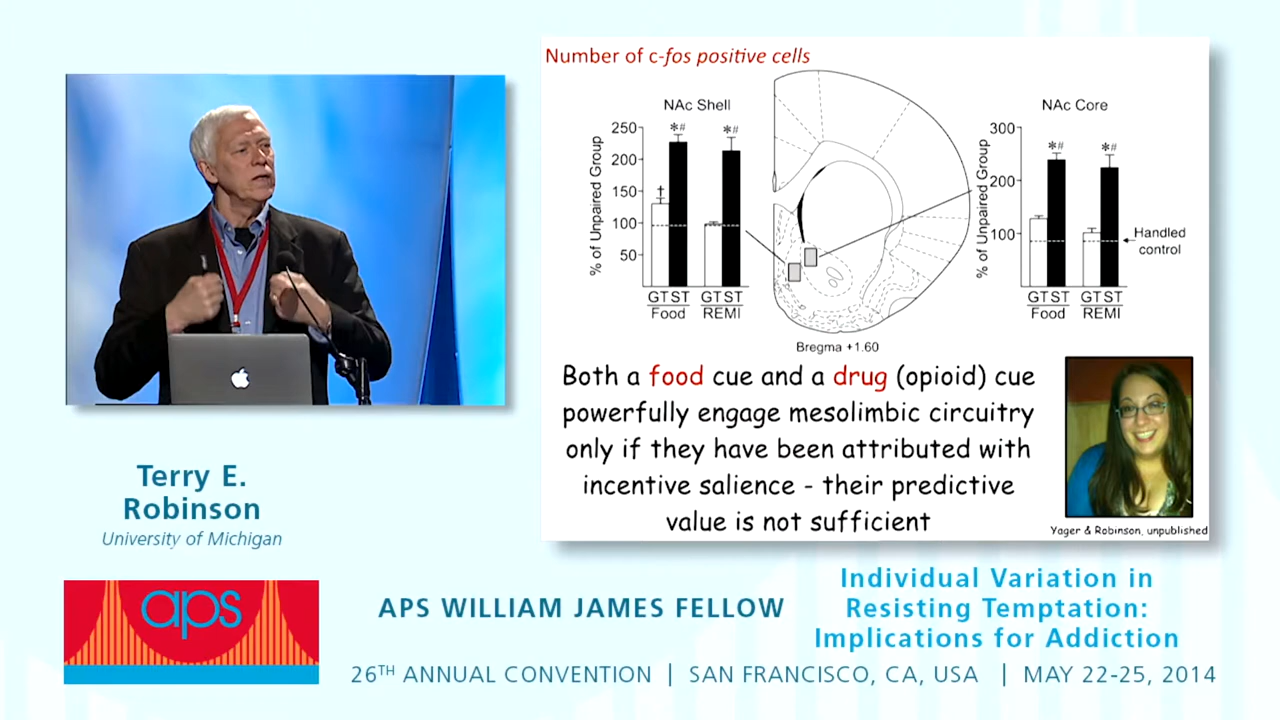 Number of c-fos positive cells
NAc Shell
% of Unpaired Group
250
200
150
100
50
*#
*#
†
GT ST
GT ST
Food
REMI
Bregma +1.60
NAc Core
% of Unpaired Group
300
200
100
*#
*#
Handled
control
GT ST
GT ST
Food
REMI
Both a food cue and a drug (opioid) cue
powerfully engage mesolimbic circuitry
only if they have been attributed with
incentive salience - their predictive
value is not sufficient
Yager & Robinson, unpublished
Terry E.
Robinson
University of Michigan
aps
APS WILLIAM JAMES FELLOW
Individual Variation in
Resisting Temptation:
Implications for Addiction
26TH ANNUAL CONVENTION | SAN FRANCISCO, CA, USA | MAY 22-25, 2014